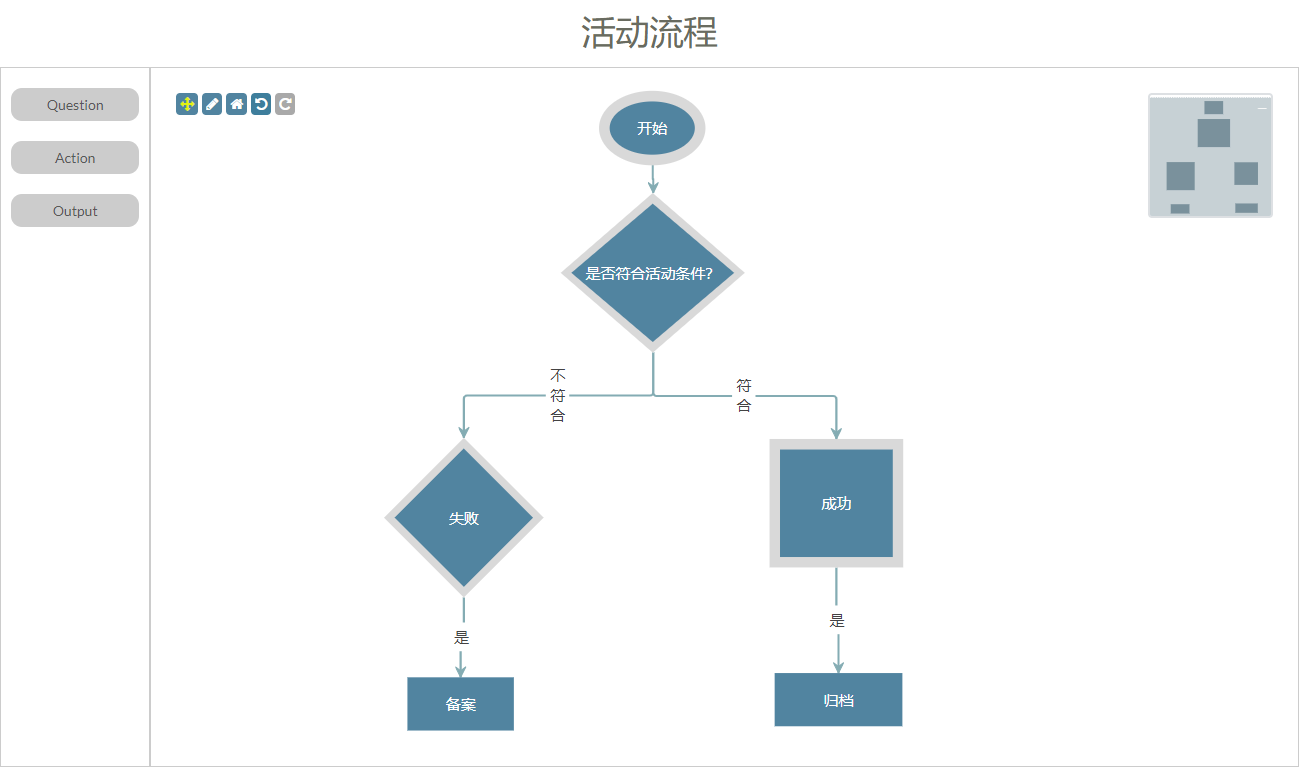 活动流程
Question
Action
Output
开始
是否符合活动条件?
不
符
合
符
合
失败
成功
是
是
备案
归档